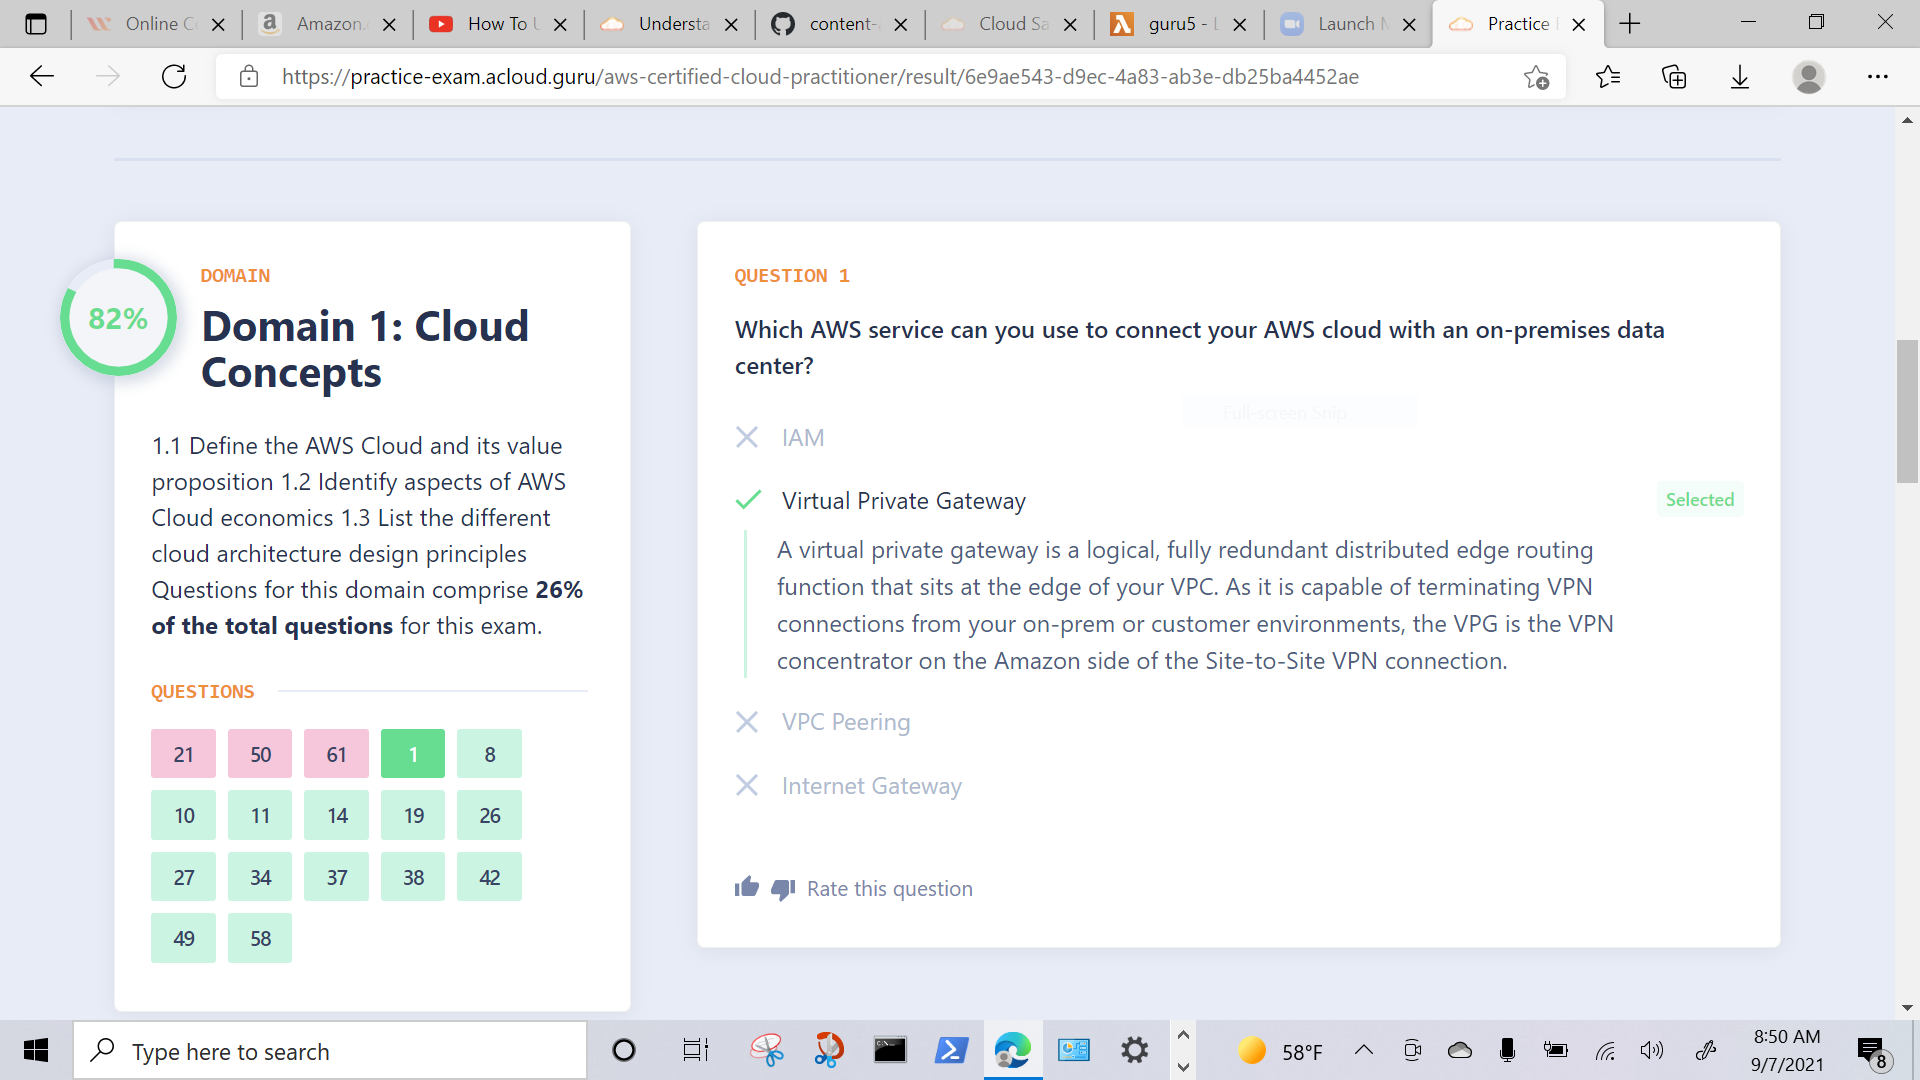 Online C
Amazon.
How To U
Understa
content-
Cloud Sa
guru5 - L
Launch M
Practice
https://practice-exam.acloud.guru/aws-certified-cloud-practitioner/result/6e9ae543-d9ec-4a83-ab3e-db25ba4452ae
82%
DOMAIN
Domain 1: Cloud
Concepts
1.1 Define the AWS Cloud and its value
proposition 1.2 Identify aspects of AWS
Cloud economics 1.3 List the different
cloud architecture design principles
Questions for this domain comprise 26%
of the total questions for this exam.
QUESTIONS
21 50 61 1 8
10 11 14 19 26
27 34 37 38 42
49 58
QUESTION 1
Which AWS service can you use to connect your AWS cloud with an on-premises data
center?
Full-screen Snip
IAM
Virtual Private Gateway
Selected
A virtual private gateway is a logical, fully redundant distributed edge routing
function that sits at the edge of your VPC. As it is capable of terminating VPN
connections from your on-prem or customer environments, the VPG is the VPN
concentrator on the Amazon side of the Site-to-Site VPN connection.
VPC Peering
Internet Gateway
Rate this question
Type here to search
58°F
8:50 AM
9/7/2021
8